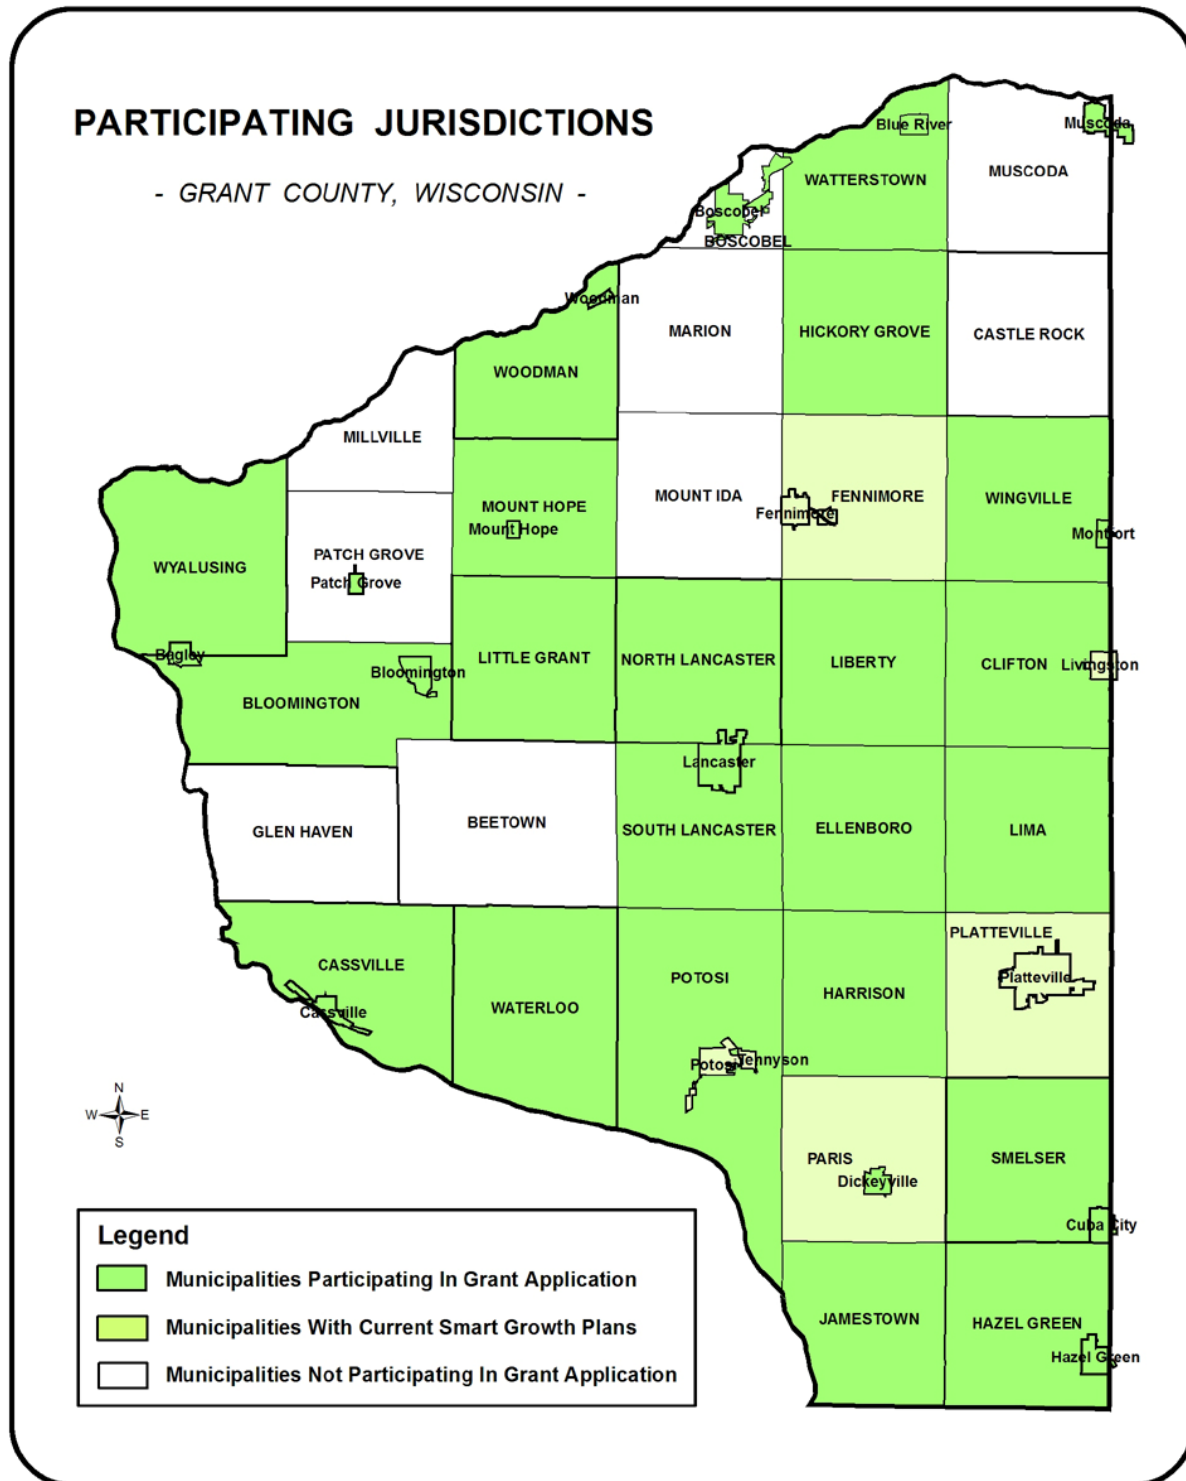 PARTICIPATING JURISDICTIONS
- GRANT COUNTY, WISCONSIN -
Blue River
Muscoda
MUSCODA
WATTERSTOWN
Boscobel
BOSCOBEL
Woodman
MARION
HICKORY GROVE
CASTLE ROCK
WOODMAN
MILLVILLE
MOUNT IDA
FENNIMORE
WINGVILLE
MOUNT HOPE
Fennimore
Mount Hope
Montfort
PATCH GROVE
WYALUSING
Patch Grove
Bagley
LITTLE GRANT
NORTH LANCASTER
LIBERTY
CLIFTON
Livingston
Bloomington
BLOOMINGTON
Lancaster
BEETOWN
GLEN HAVEN
SOUTH LANCASTER
ELLENBORO
LIMA
PLATTEVILLE
CASSVILLE
POTOSI
Platteville
HARRISON
WATERLOO
Cassville
Potosi
Tennyson
N
W
E
S
PARIS
SMELSER
Dickeyville
Cuba City
JAMESTOWN
HAZEL GREEN
Hazel Green
Legend
Municipalities Participating In Grant Application
Municipalities With Current Smart Growth Plans
Municipalities Not Participating In Grant Application